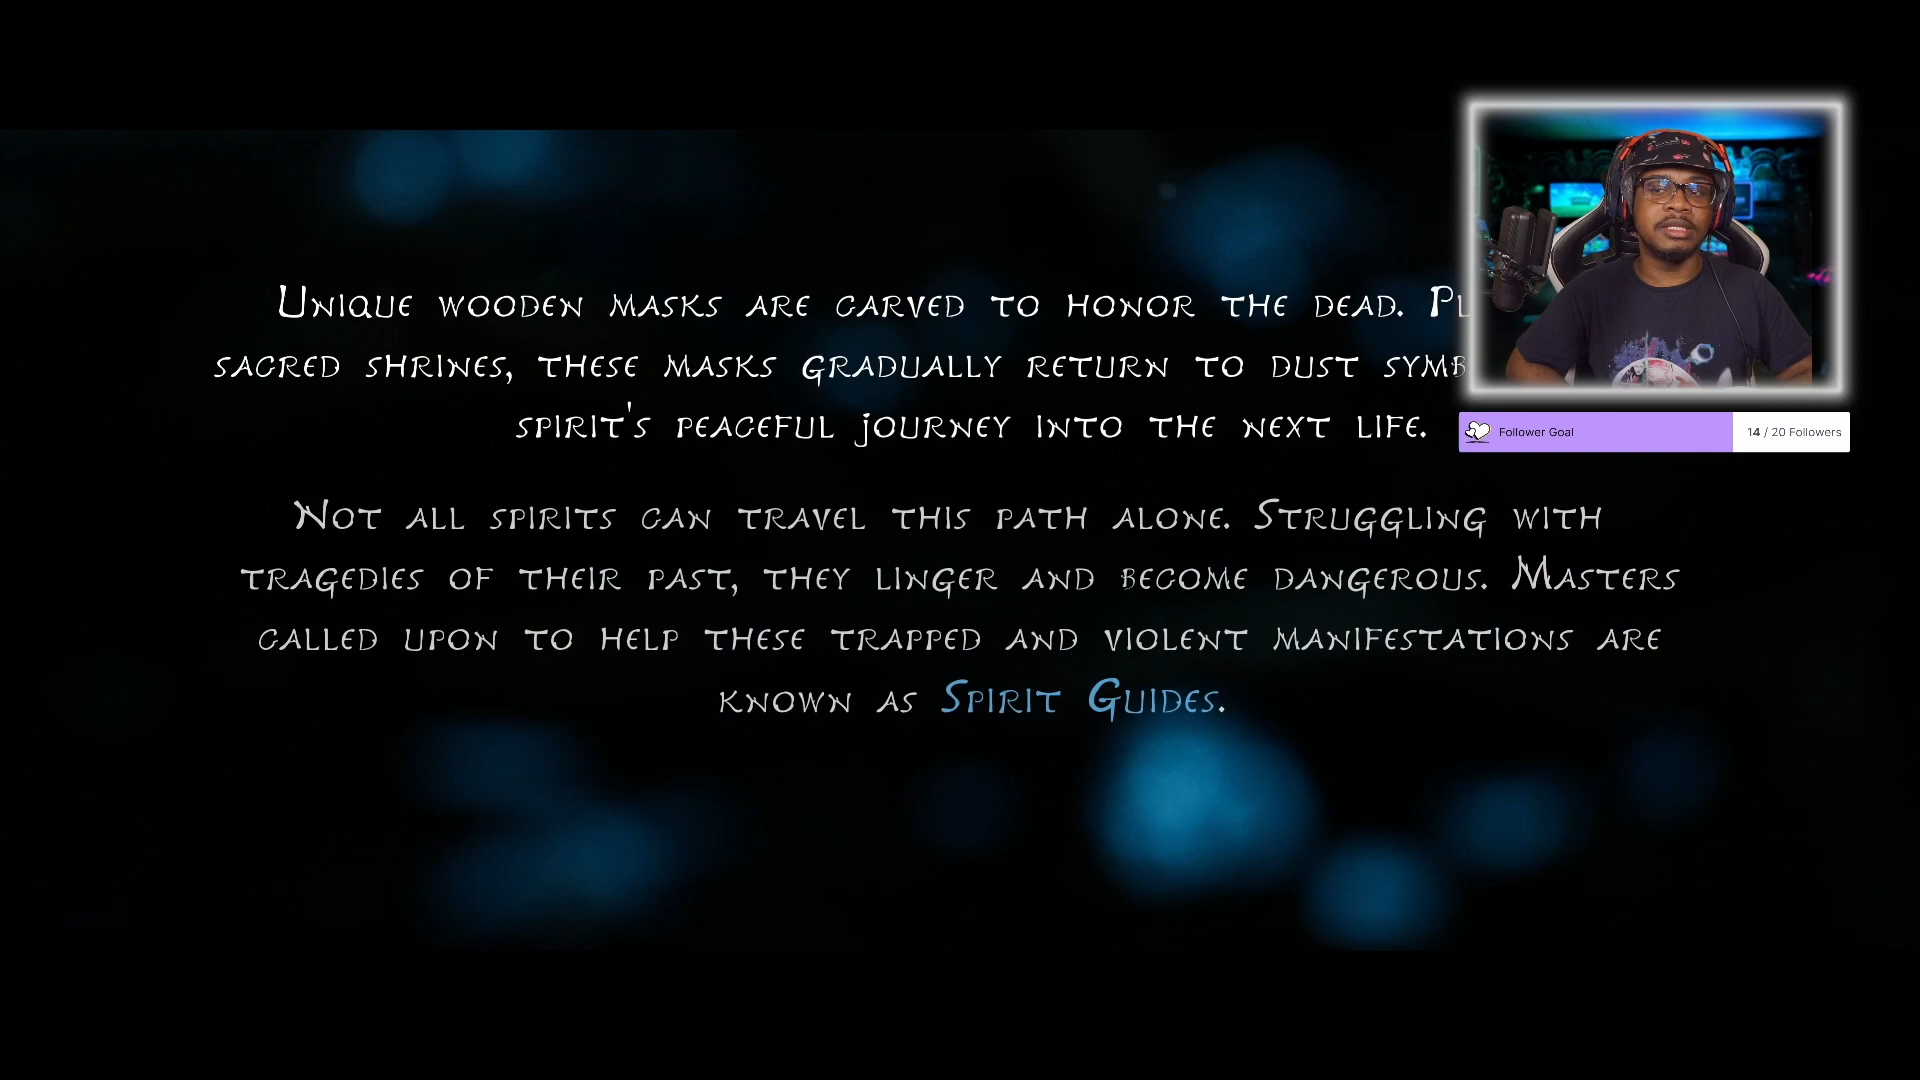 Unique wooden masks are carved to honor the dead.
sacred shrines, these masks gradually return to dust
spirit's peaceful journey into the next life.
Follower Goal 14 / 20 Followers
Not all spirits can travel this path alone. Struggling with
tragedies of their past, they linger and become dangerous. Masters
called upon to help these trapped and violent manifestations are
known as Spirit Guides.